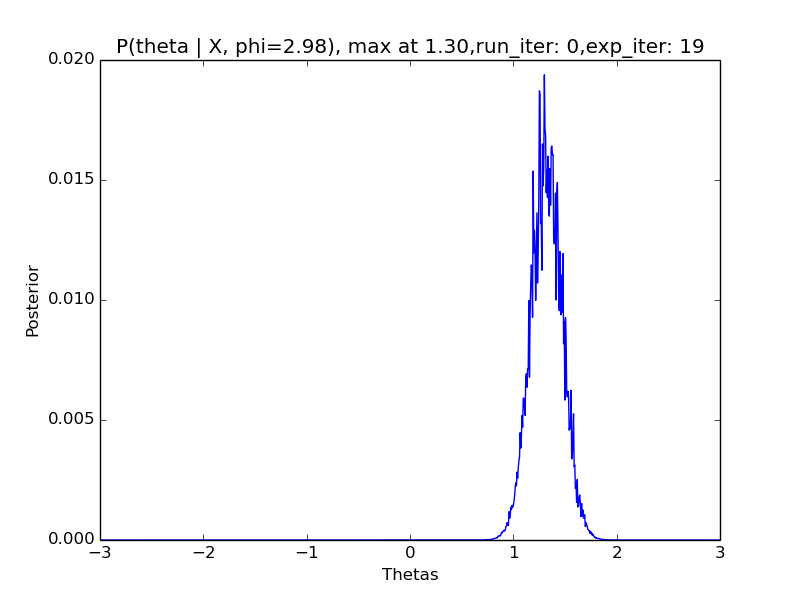 P(theta | X, phi=2.98), max at 1.30,run_iter: 0,exp_iter: 19
0.020
0.015
0.010
0.005
0.000
Posterior
−3 −2 −1 0 1 2 3
Thetas